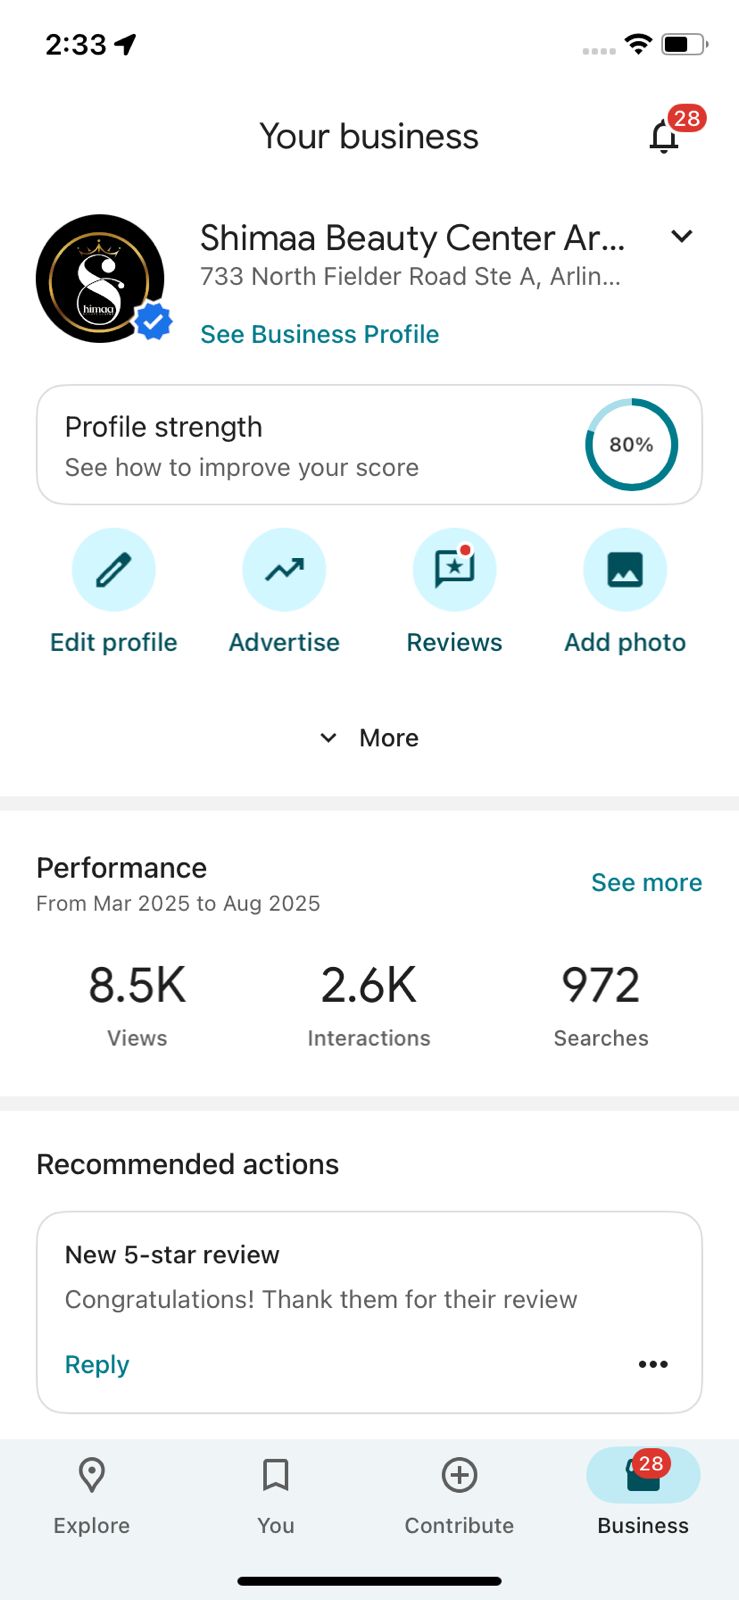 2:33
Your business
28
Shimaa Beauty Center Ar...
733 North Fielder Road Ste A, Arlin...
himaa
See Business Profile
Profile strength
See how to improve your score
80%
Edit profile
Advertise
Reviews
Add photo
More
Performance
From Mar 2025 to Aug 2025
See more
8.5K
2.6K
972
Views
Interactions
Searches
Recommended actions
New 5-star review
Congratulations! Thank them for their review
Reply
28
Explore
You
Contribute
Business